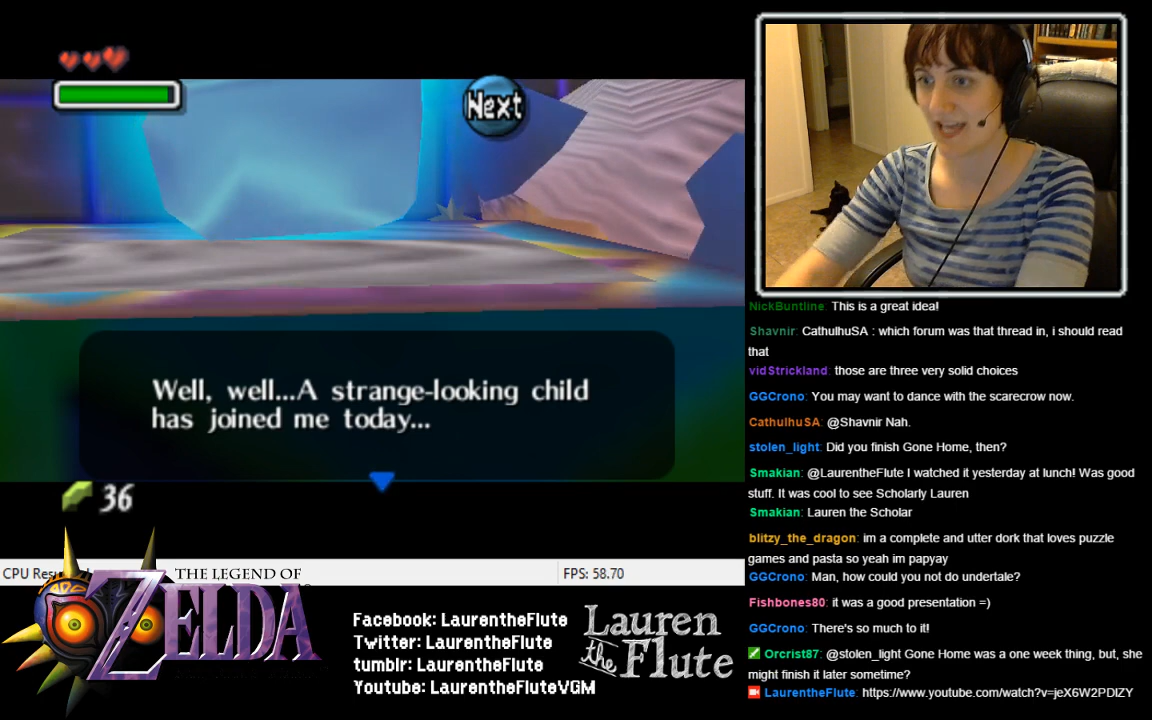 Next
Well, well...A strange-looking child
has joined me today...
36
FPS: 58.70
THE LEGEND OF
ZELDA
Facebook: LaurentheFlute
Twitter: LaurentheFlute
tumblr: LaurentheFlute
Youtube: LaurentheFluteVGM
Lauren
the Flute
NickBuntline: This is a great idea!
Shavnir: CathulhuSA : which forum was that thread in, i should read
that
vidStrickland: those are three very solid choices
GGCrono: You may want to dance with the scarecrow now.
CathulhuSA: @Shavnir Nah.
stolen_light: Did you finish Gone Home, then?
Smakian: @LaurentheFlute I watched it yesterday at lunch! Was good
stuff. It was cool to see Scholarly Lauren
Smakian: Lauren the Scholar
blitzy_the_dragon: im a complete and utter dork that loves puzzle
games and pasta so yeah im papyay
GGCrono: Man, how could you not do undertale?
Fishbones80: it was a good presentation =)
GGCrono: There's so much to it!
Orcrist87: @stolen_light Gone Home was a one week thing, but, she
might finish it later sometime?
LaurentheFlute: https://www.youtube.com/watch?v=jeX6W2PDIZY